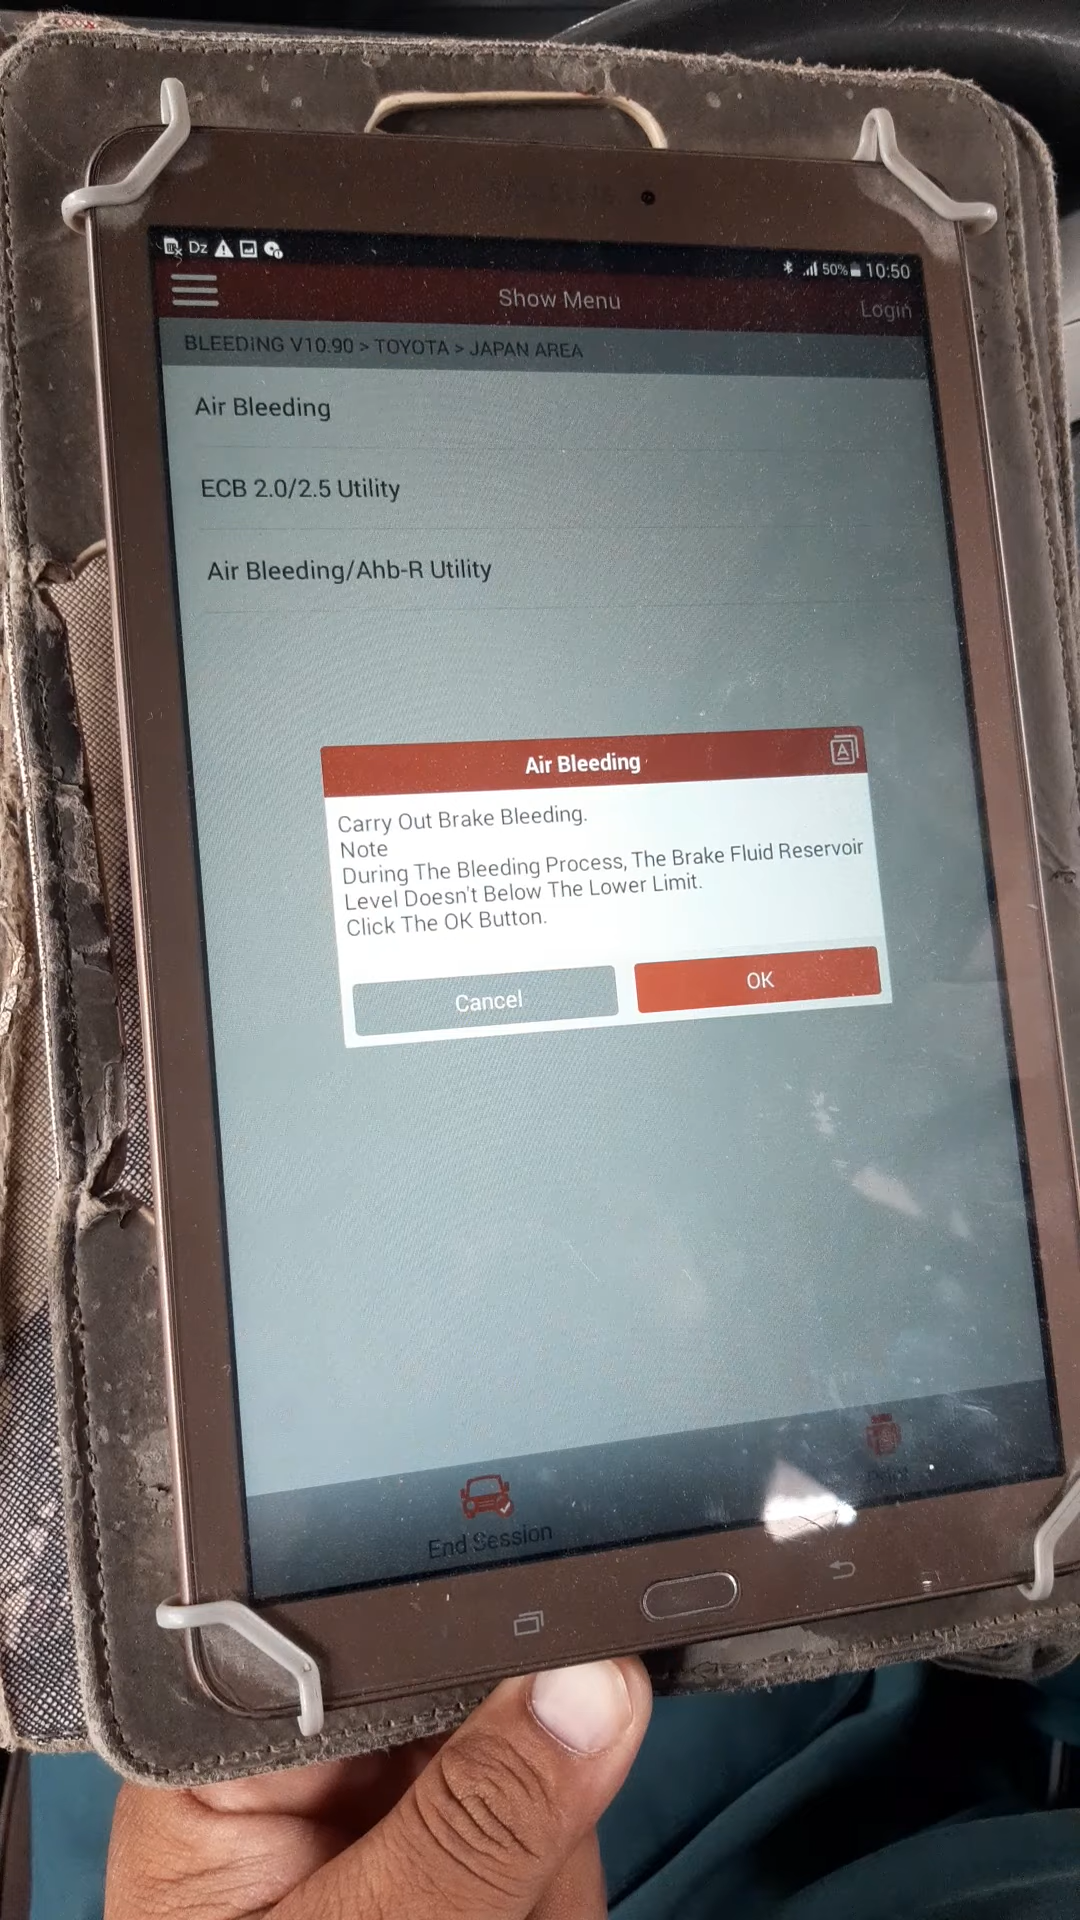 Dz
50% 10:50
Show Menu
Login
BLEEDING V10.90 > TOYOTA > JAPAN AREA
Air Bleeding
ECB 2.0/2.5 Utility
Air Bleeding/Ahb-R Utility
Air Bleeding
A
Carry Out Brake Bleeding.
Note
During The Bleeding Process, The Brake Fluid Reservoir
Level Doesn't Below The Lower Limit.
Click The OK Button.
Cancel
OK
End Session
Print